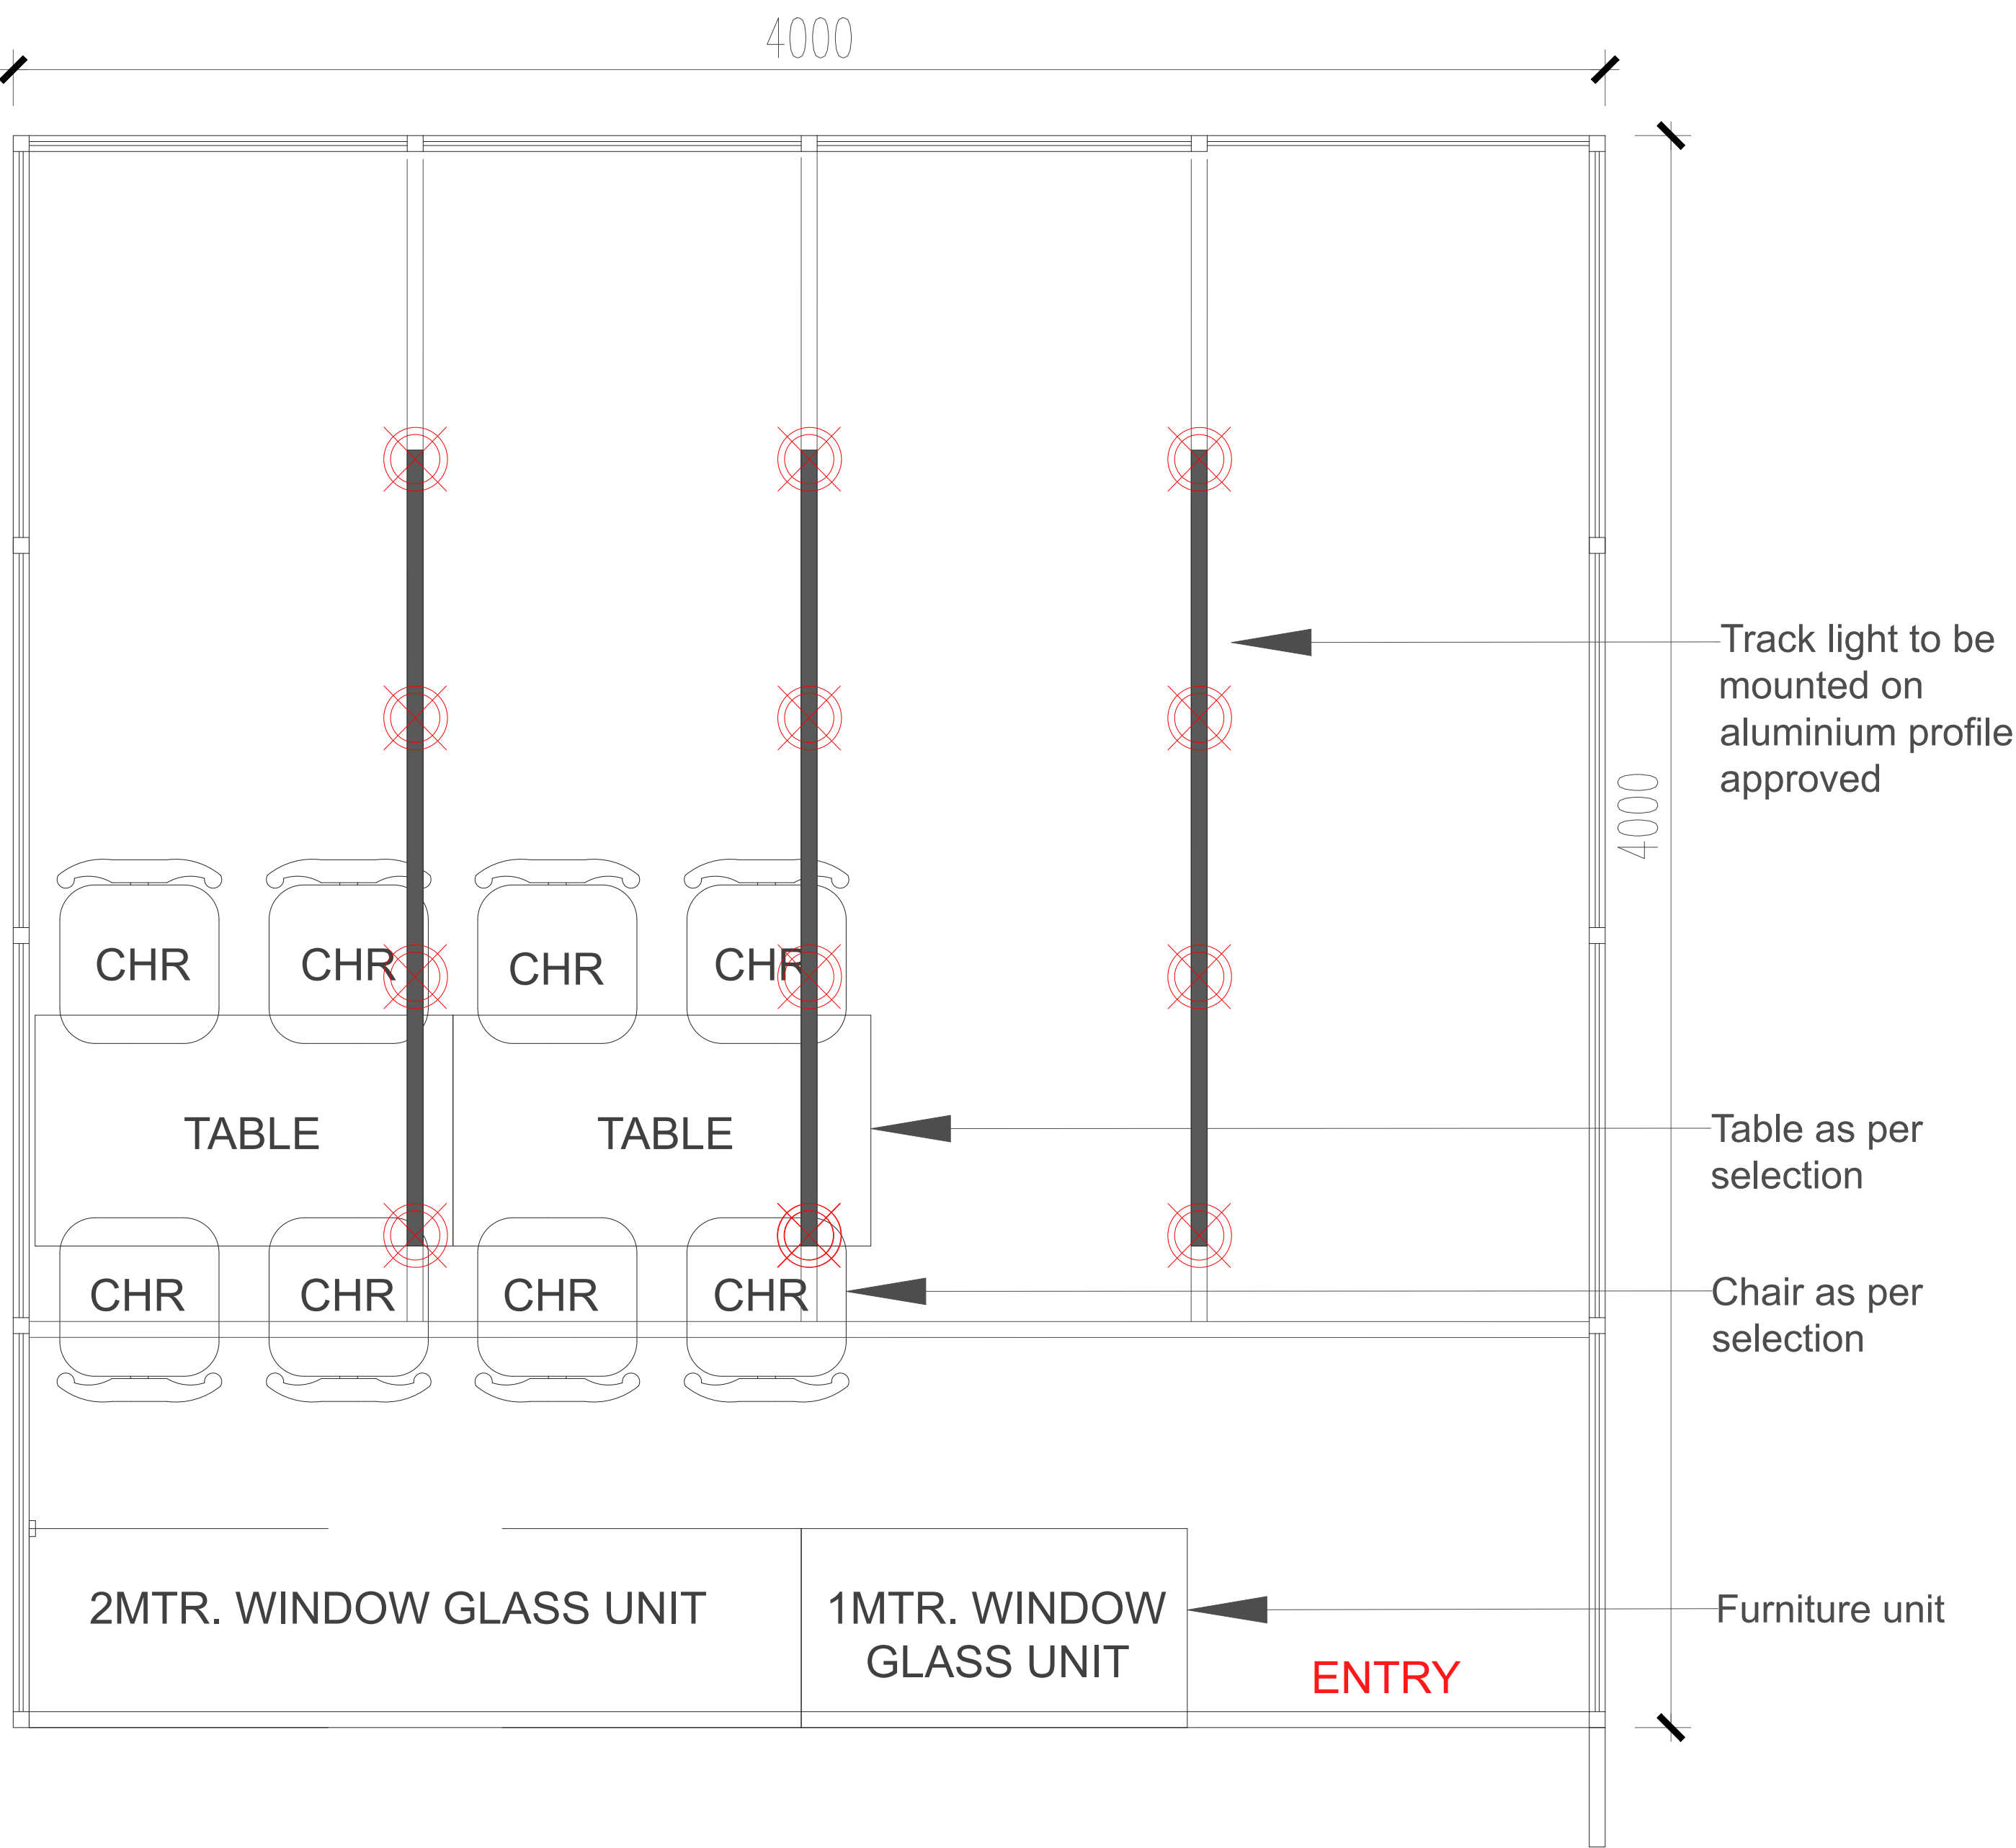 4000
Track light to be
mounted on
aluminium profile
approved
4000
CHR CHR CHR CHR
TABLE TABLE
Table as per
selection
CHR CHR CHR CHR
Chair as per
selection
2MTR. WINDOW GLASS UNIT
1MTR. WINDOW
GLASS UNIT
Furniture unit
ENTRY